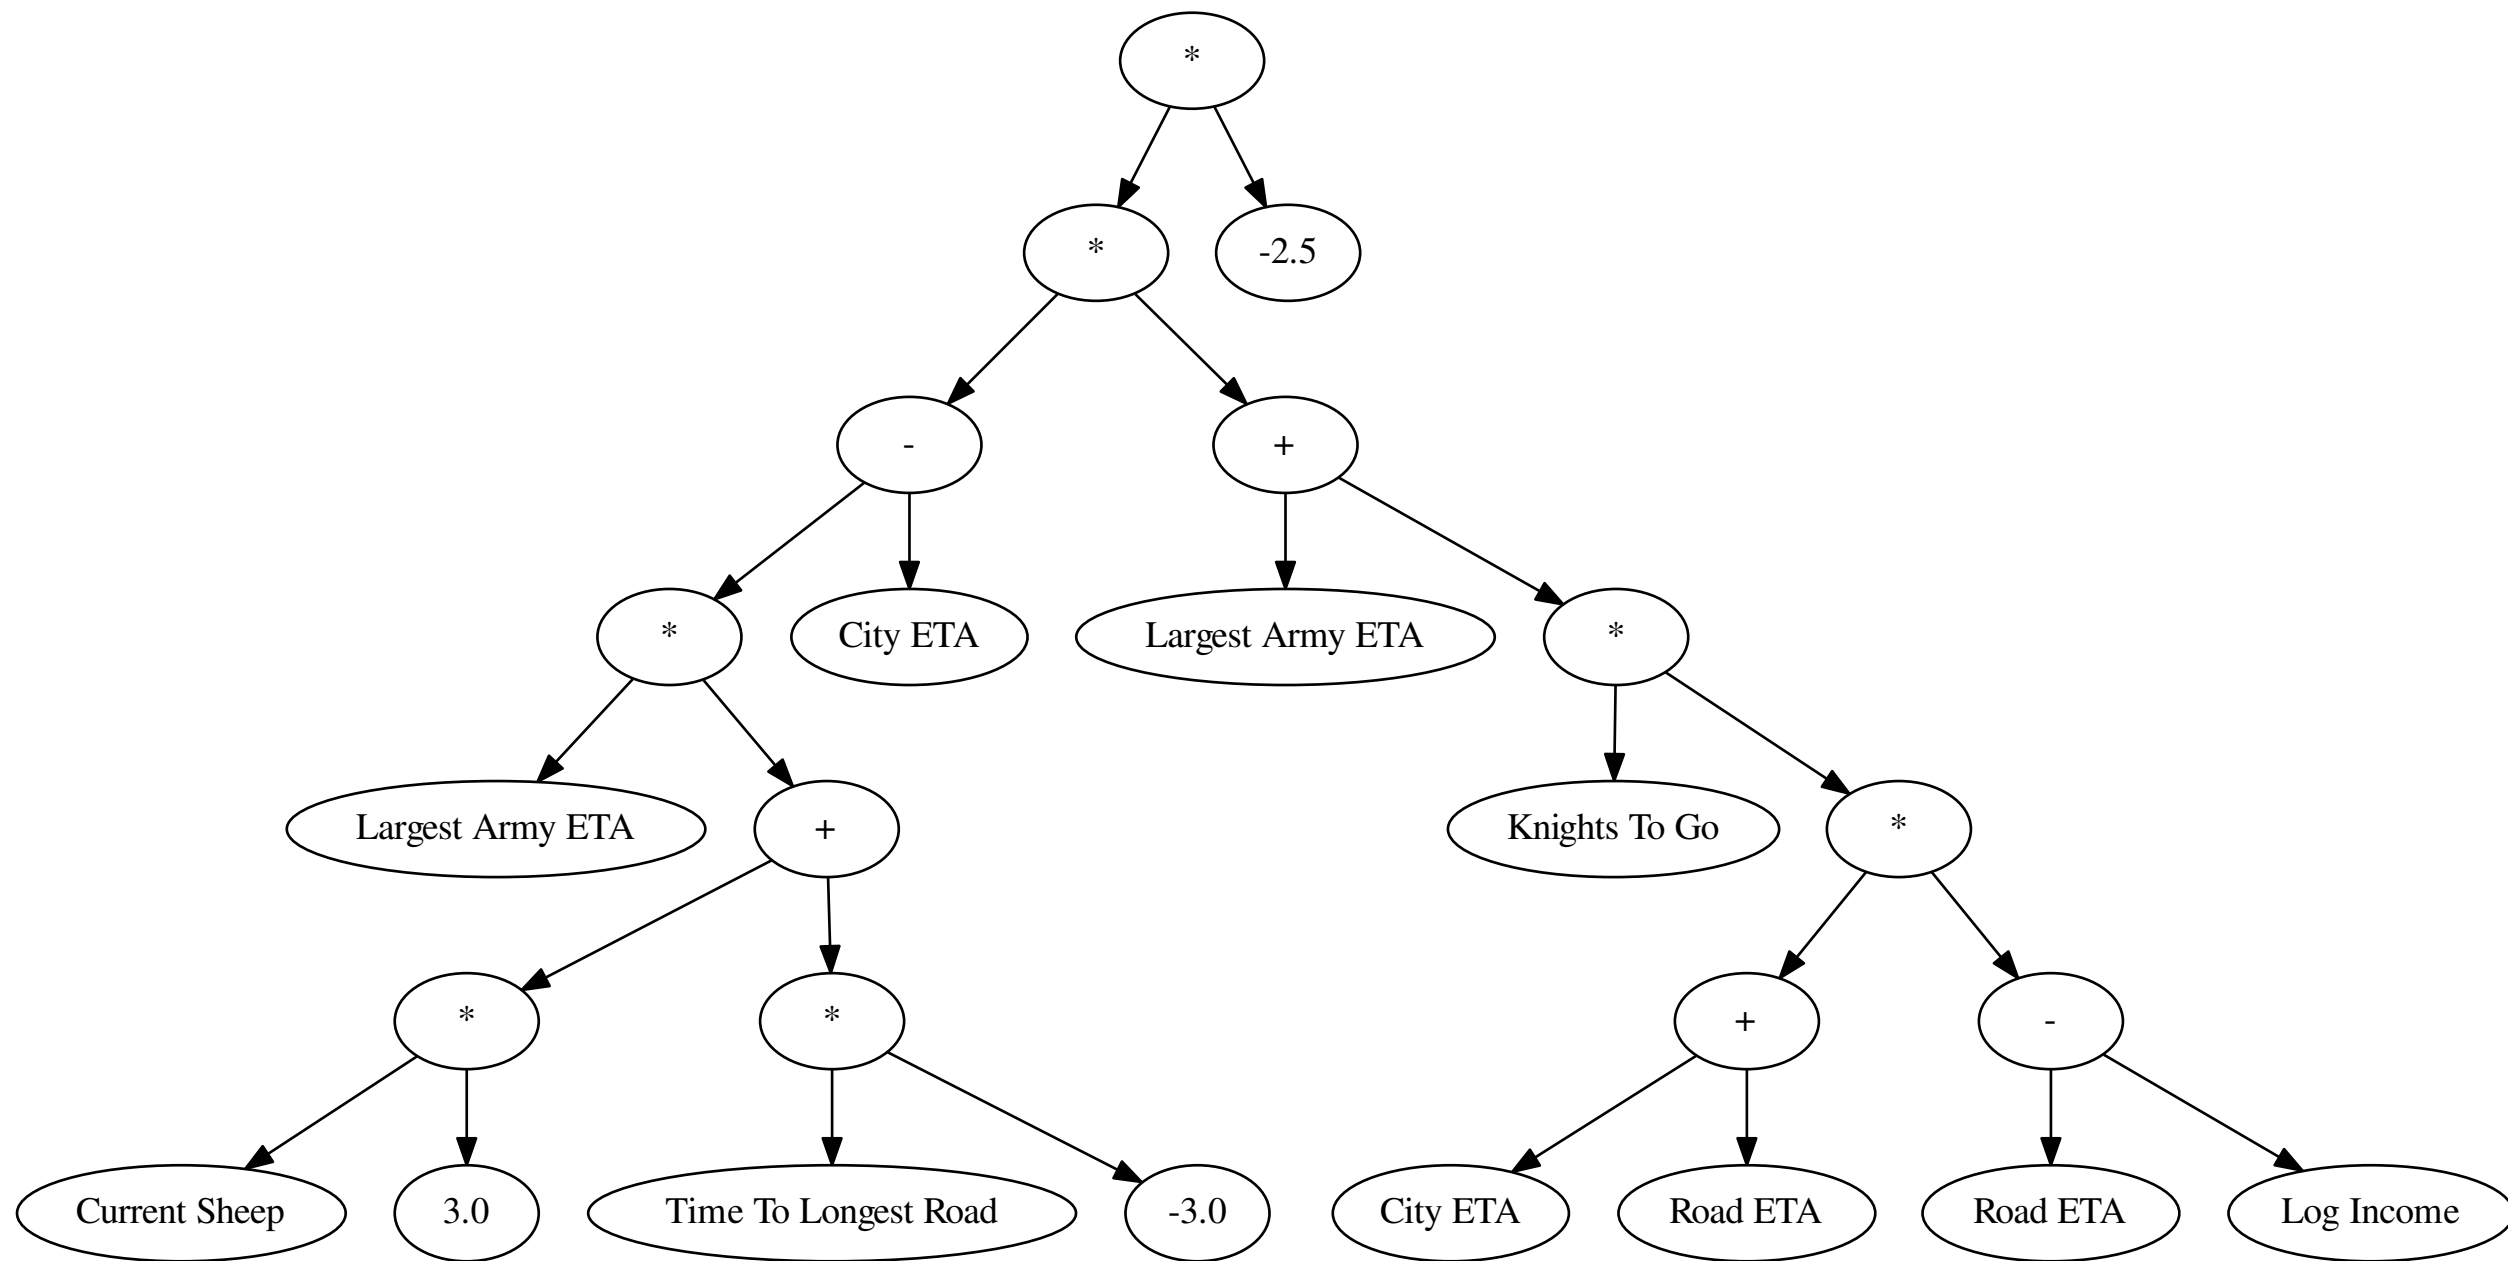 *
*
-2.5
-
+
*
City ETA
Largest Army ETA
*
Largest Army ETA
+
Knights To Go
*
*
*
+
-
Current Sheep
3.0
Time To Longest Road
-3.0
City ETA
Road ETA
Road ETA
Log Income